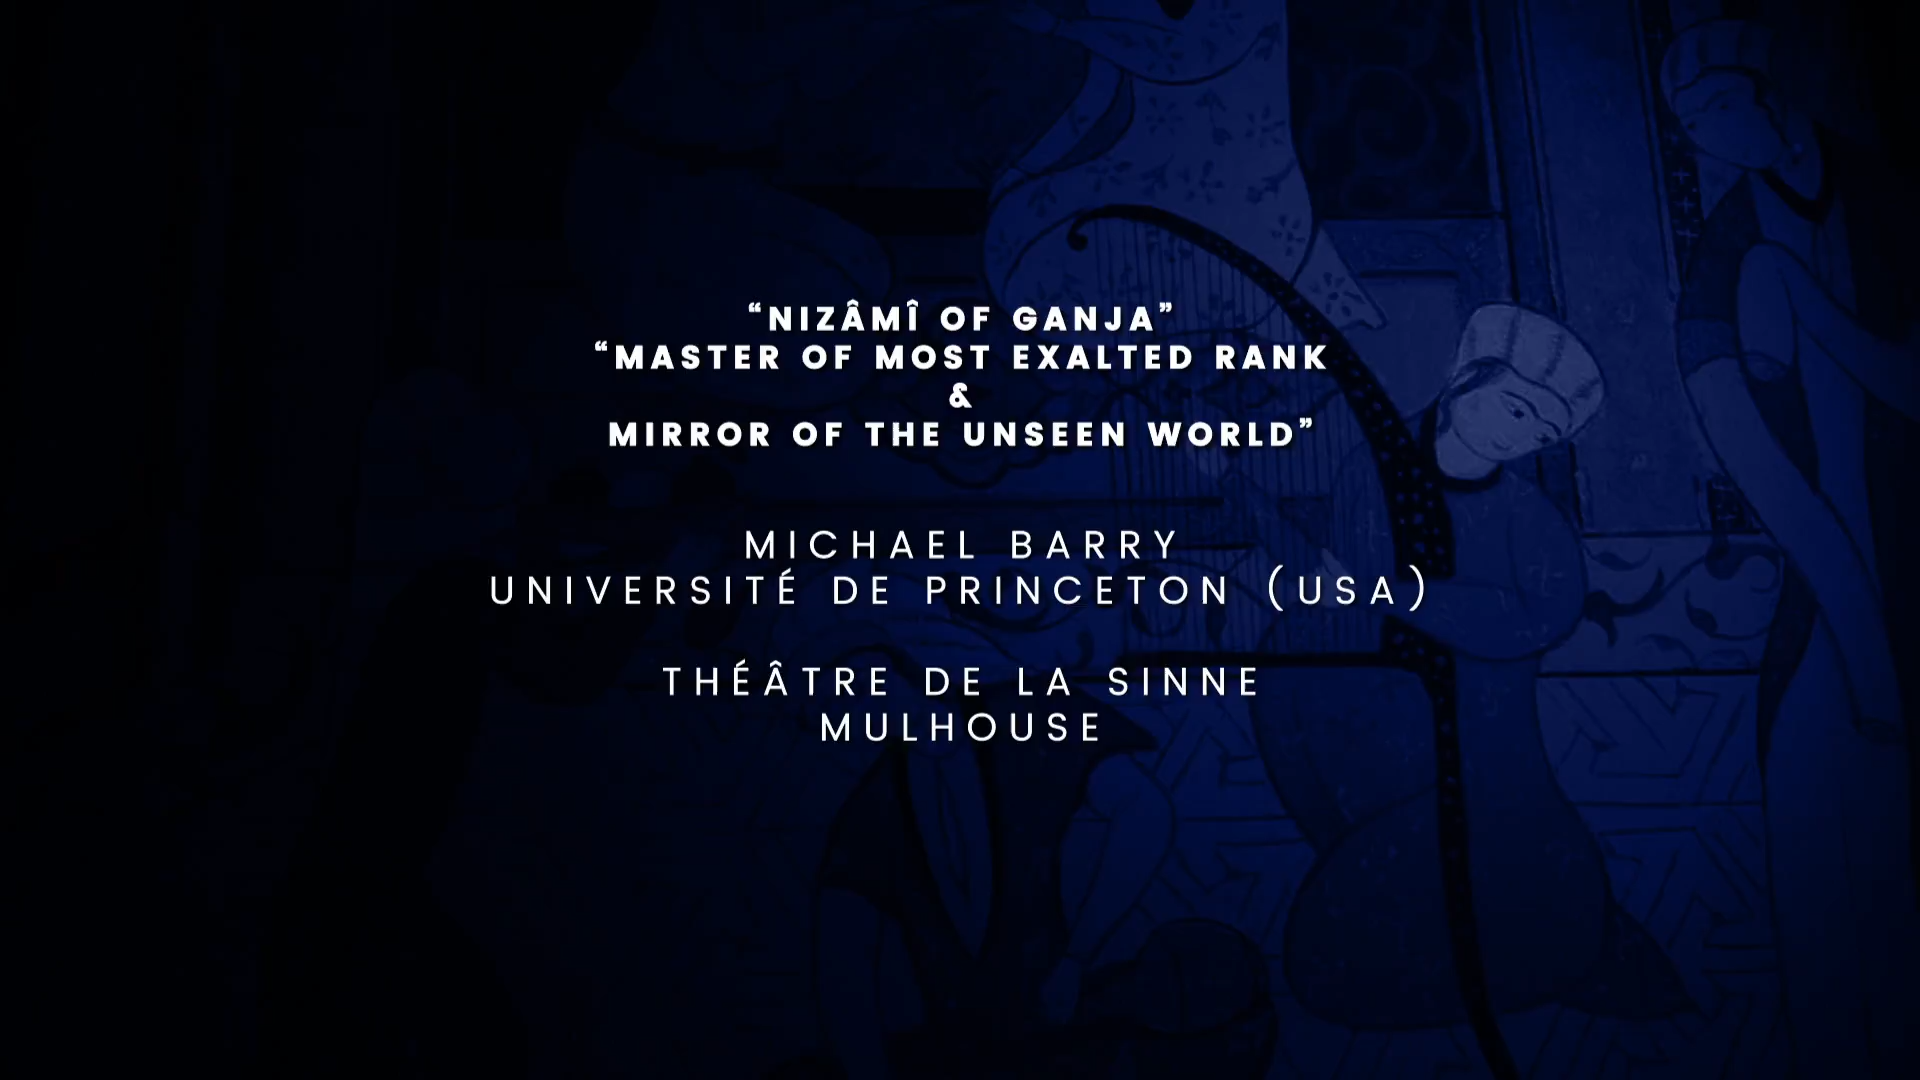 “NIZÂMÎ OF GANJA”
“MASTER OF MOST EXALTED RANK
&
MIRROR OF THE UNSEEN WORLD”
MICHAEL BARRY
UNIVERSITÉ DE PRINCETON (USA)
THÉÂTRE DE LA SINNE
MULHOUSE